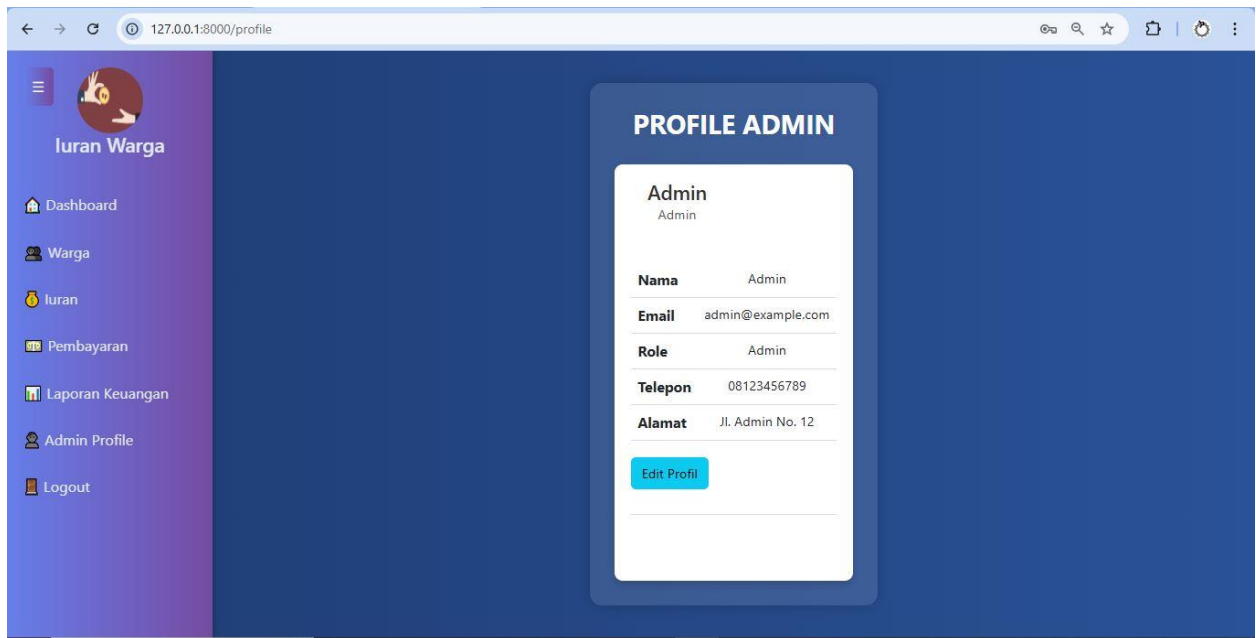 127.0.0.1:8000/profile
Iuran Warga
Dashboard
Warga
Iuran
Pembayaran
Laporan Keuangan
Admin Profile
Logout
PROFILE ADMIN
Admin
Admin
Nama Admin
Email admin@example.com
Role Admin
Telepon 08123456789
Alamat Jl. Admin No. 12
Edit Profil